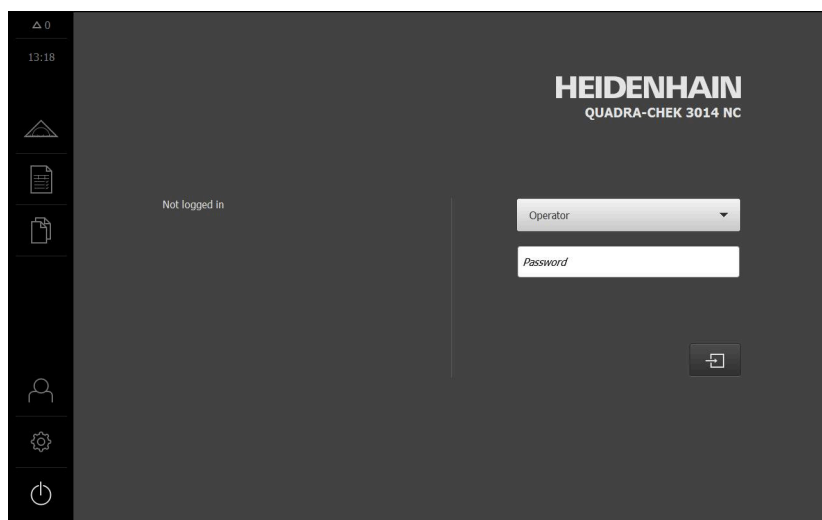 0
13:18
HEIDENHAIN
QUADRA-CHEK 3014 NC
Not logged in
Operator
Password